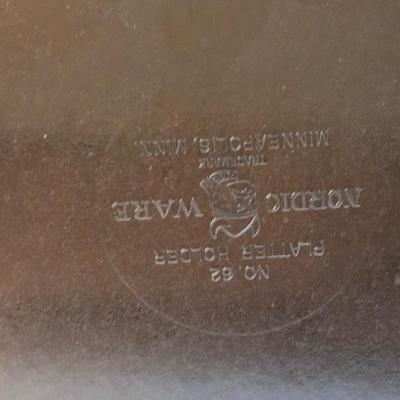 NO. 62
PLATTER HOLDER
NORDIC WARE
TRADEMARK
MINNEAPOLIS, MINN.